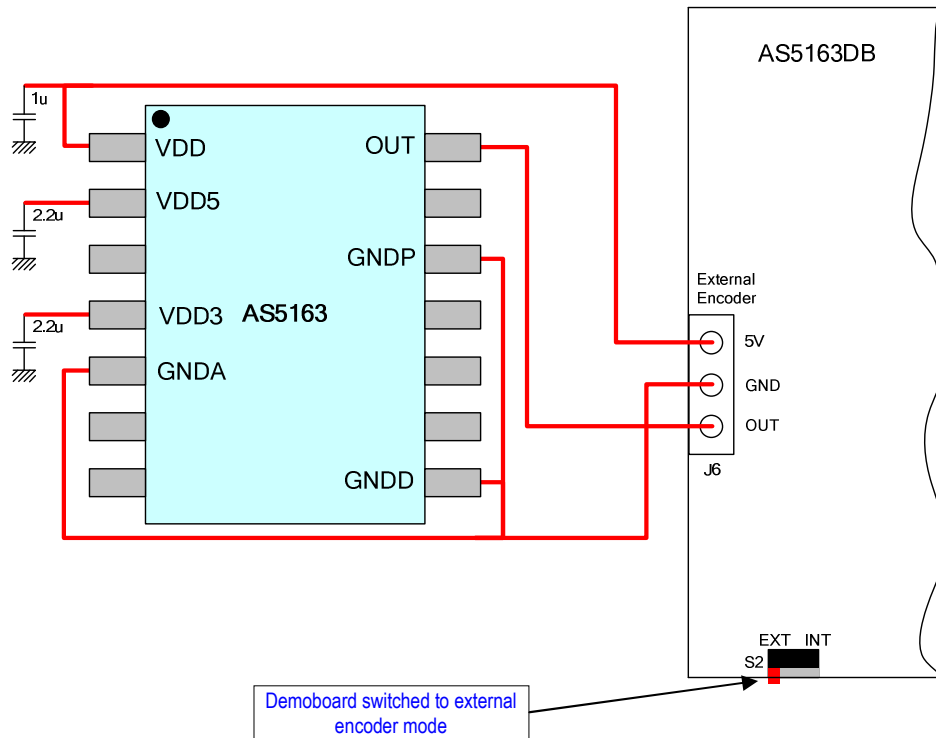 AS5163DB
1u
VDD
OUT
VDD5
2.2u
GNDP
VDD3
AS5163
2.2u
GNDA
GNDD
External
Encoder
5V
GND
OUT
J6
EXT INT
S2
Demoboard switched to external
encoder mode